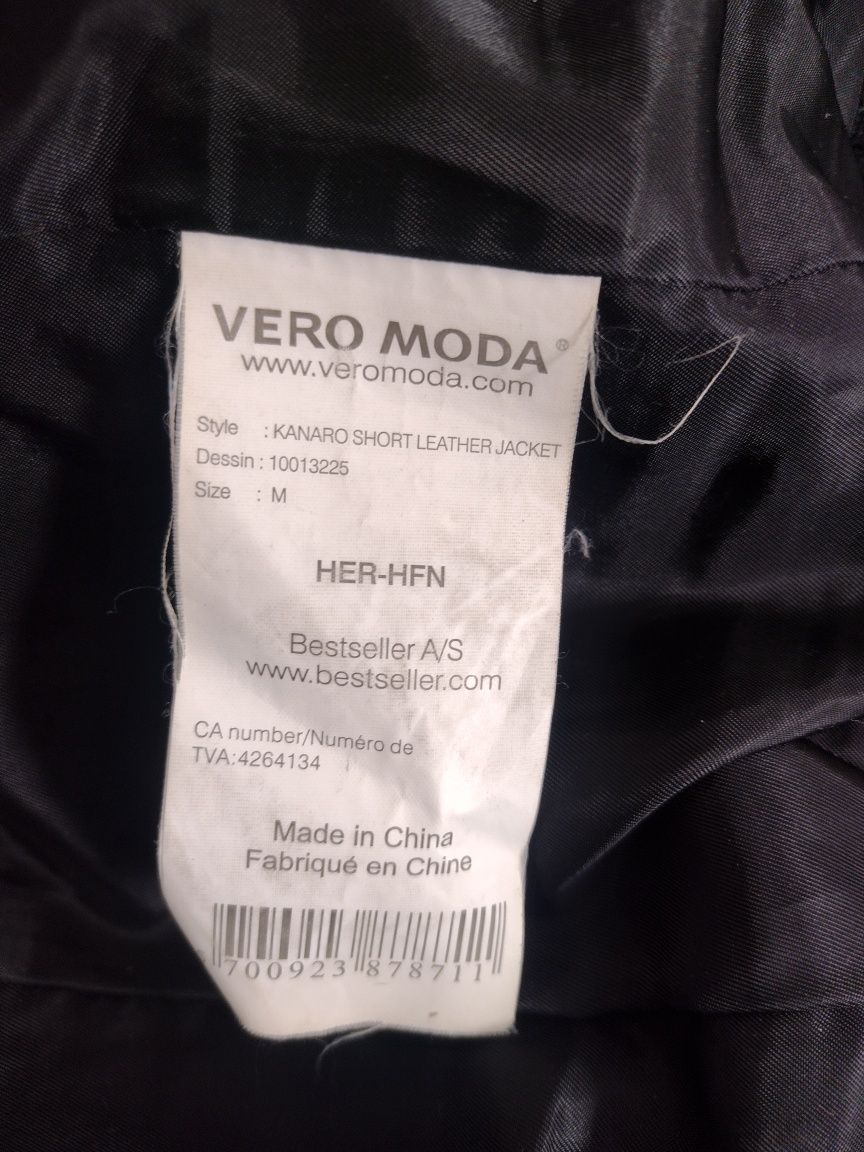 VERO MODA®
www.veromoda.com
Style : KANARO SHORT LEATHER JACKET
Dessin : 10013225
Size : M
HER-HFN
Bestseller A/S
www.bestseller.com
CA number/Numéro de
TVA:4264134
Made in China
Fabriqué en Chine
700923 878711